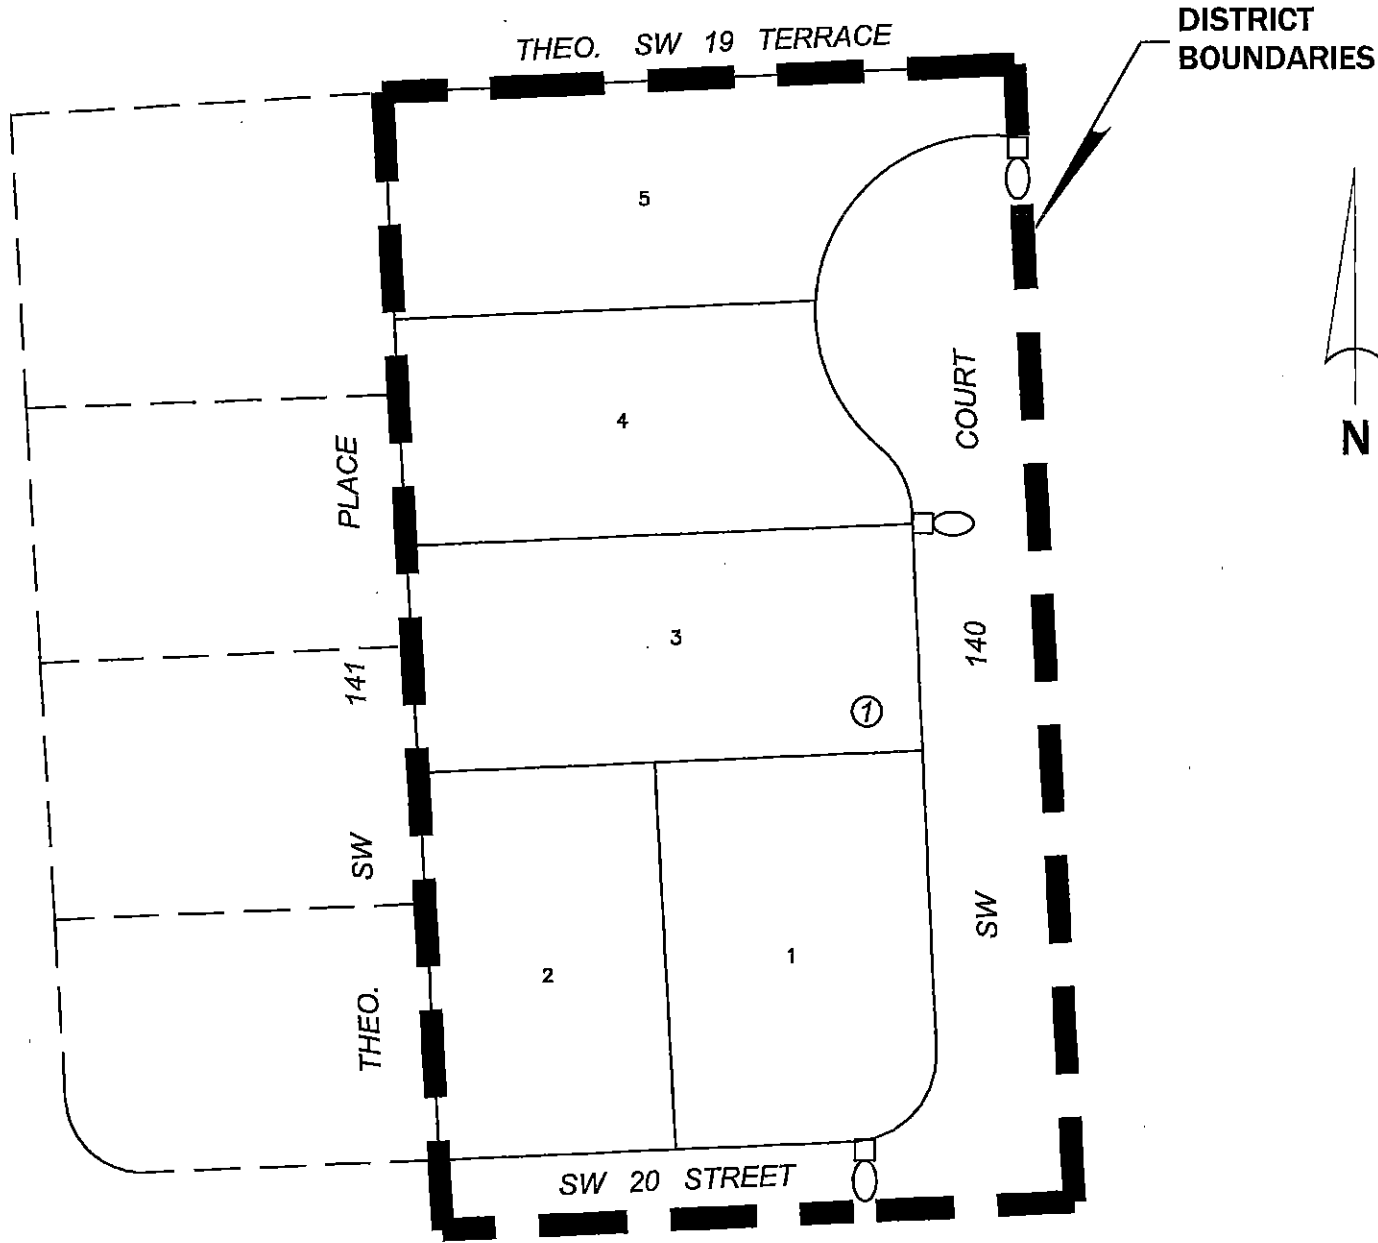 DISTRICT
BOUNDARIES
THEO. SW 19 TERRACE
5
4
3
1
2
1
COURT
140
SW
PLACE
141
SW
THEO.
SW 20 STREET
N